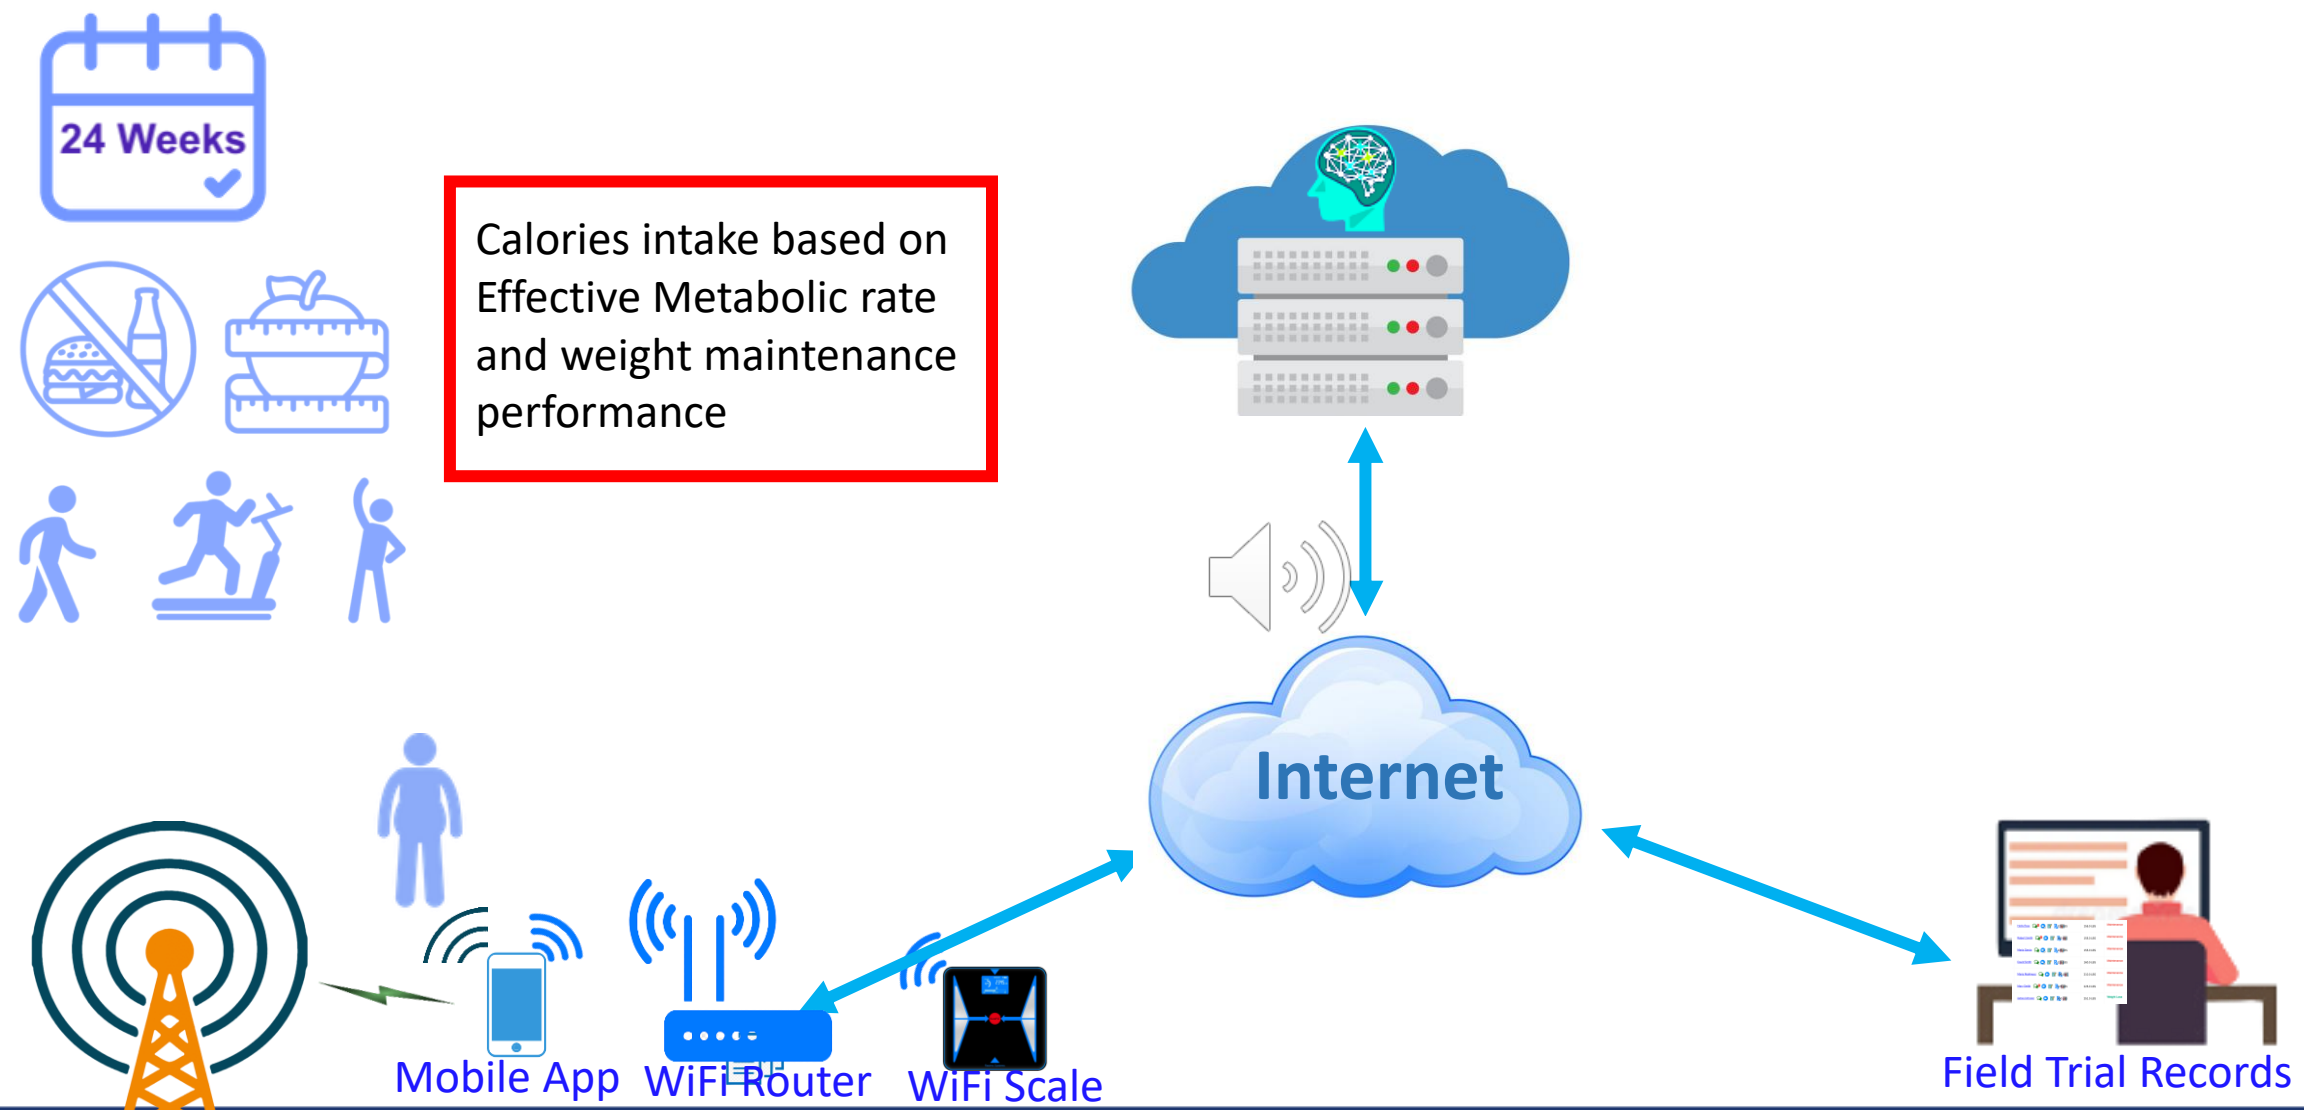 24 Weeks
Calories intake based on
Effective Metabolic rate
and weight maintenance
performance
Internet
Mobile App
WiFi Router
WiFi Scale
Field Trial Records